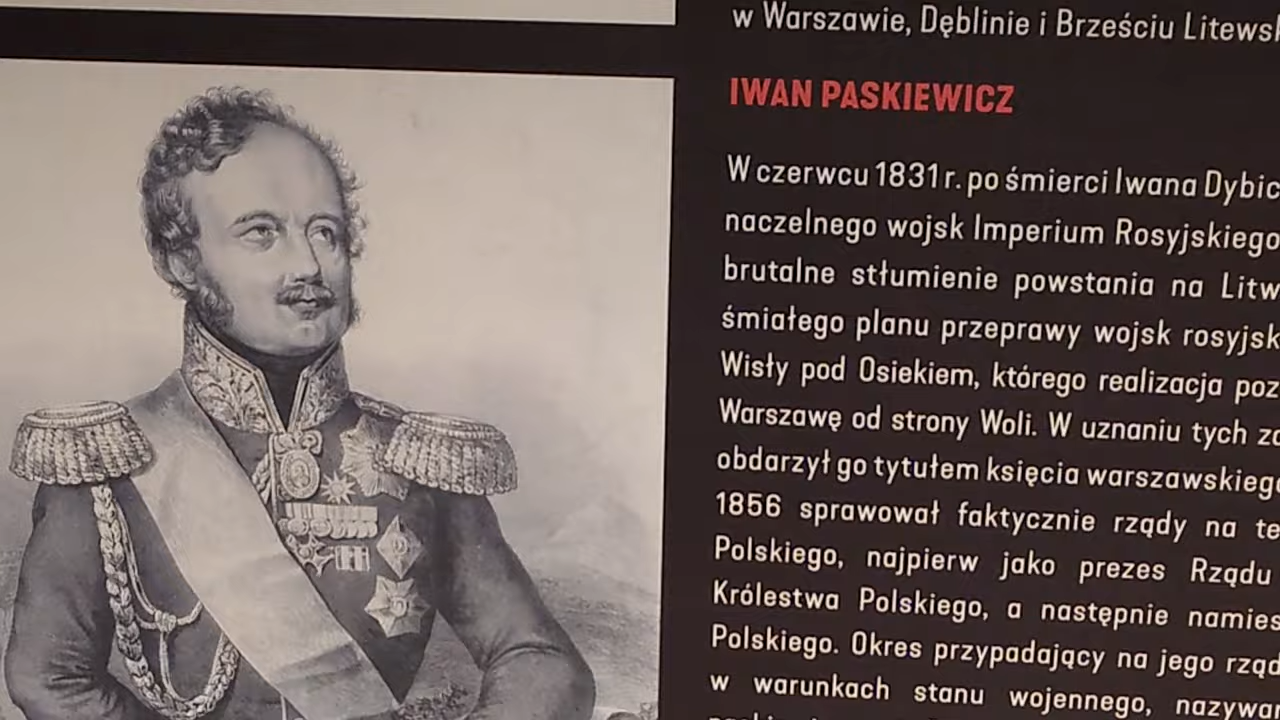 w Warszawie, Dęblinie i Brześciu Litewsk
IWAN PASKIEWICZ
W czerwcu 1831 r. po śmierci Iwana Dybic
naczelnego wojsk Imperium Rosyjskiego
brutalne stłumienie powstania na Litw
śmiałego planu przeprawy wojsk rosyjsk
Wisły pod Osiekiem, którego realizacja poz
Warszawę od strony Woli. W uznaniu tych za
obdarzył go tytułem księcia warszawskiego
1856 sprawował faktycznie rządy na te
Polskiego, najpierw jako prezes Rządu
Królestwa Polskiego, a następnie namies
Polskiego. Okres przypadający na jego rząd
w warunkach stanu wojennego, nazywan